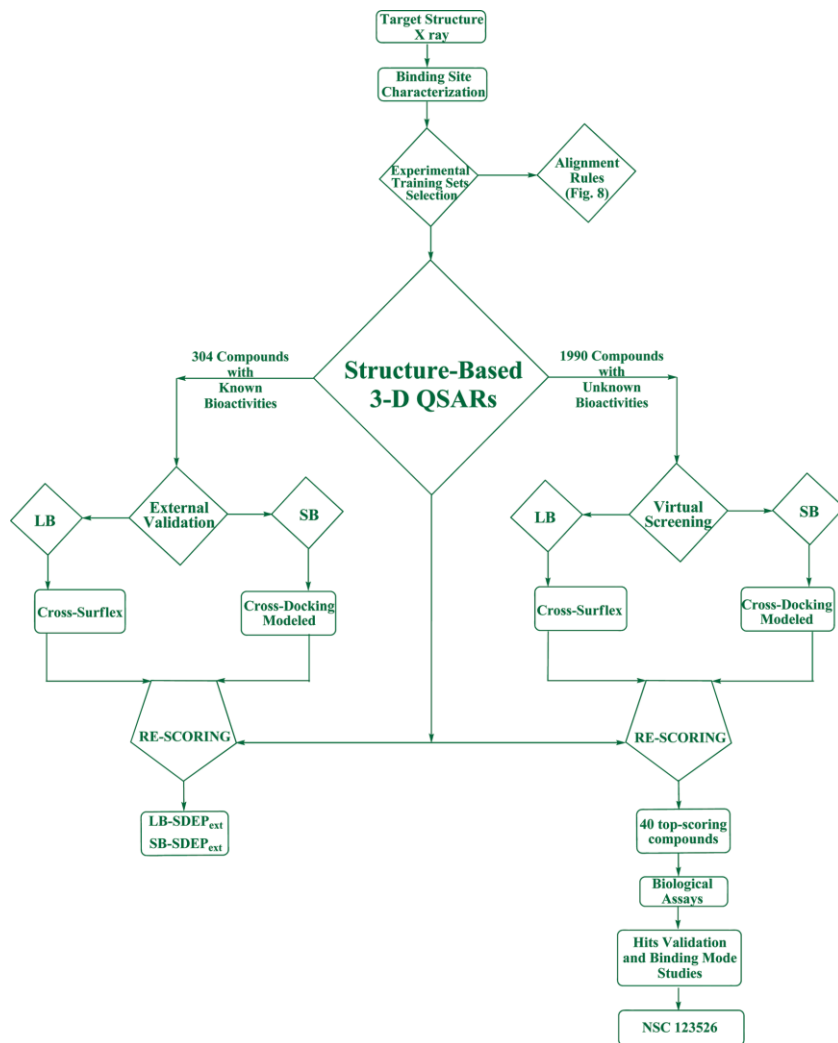 Target Structure
X ray
Binding Site
Characterization
Experimental
Training Sets
Selection
Alignment
Rules
(Fig. 8)
304 Compounds
with
Known
Bioactivities
Structure-Based
3-D QSARs
1990 Compounds
with
Unknown
Bioactivities
LB
External
Validation
SB
LB
Virtual
Screening
SB
Cross-Surflex
Cross-Docking
Modeled
Cross-Surflex
Cross-Docking
Modeled
RE-SCORING
RE-SCORING
LB-SDEPext
SB-SDEPext
40 top-scoring
compounds
Biological
Assays
Hits Validation
and Binding Mode
Studies
NSC 123526